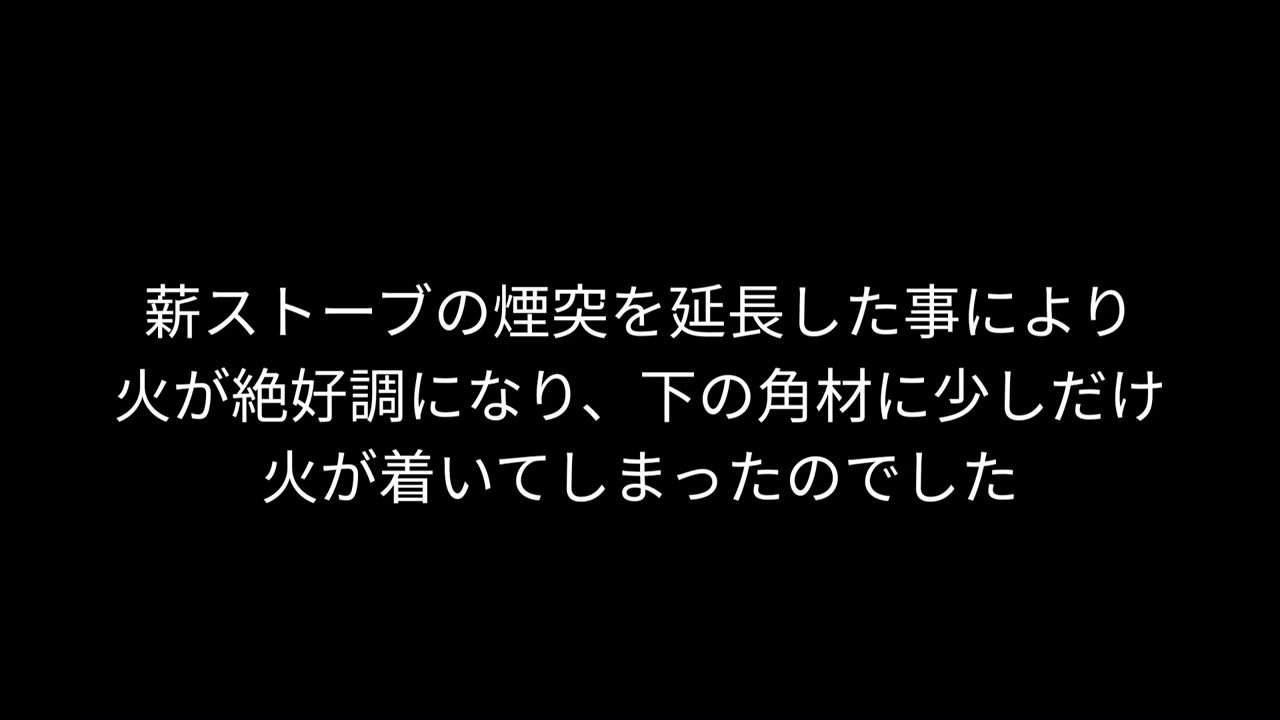 薪ストーブの煙突を延長した事により
火が絶好調になり、下の角材に少しだけ
火が着いてしまったのでした